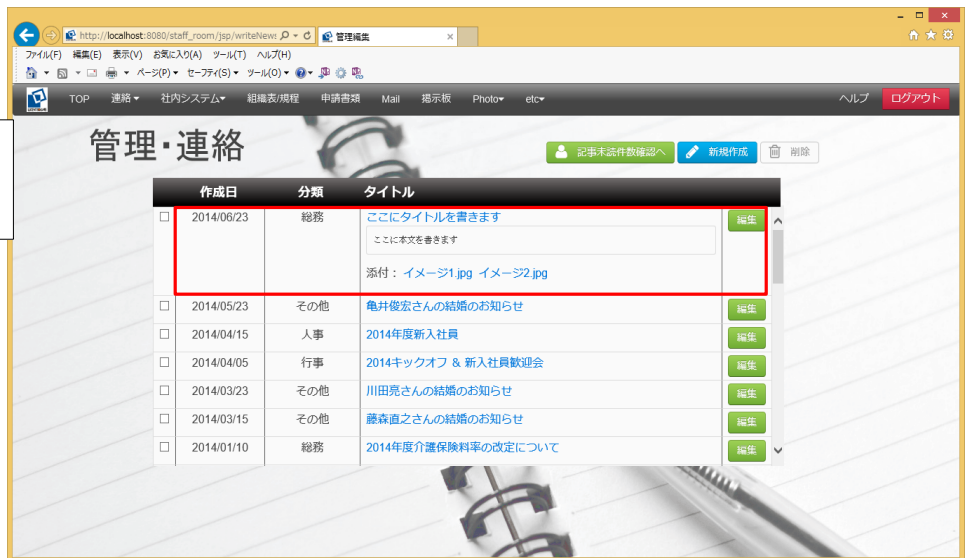 http://localhost:8080/staff_room/jsp/writeNew: 管理編集
ファイル(F) 編集(E) 表示(V) お気に入り(A) ツール(T) ヘルプ(H)
ページ(P) セーフティ(S) ツール(O)
TOP 連絡 社内システム 組織表/規程 申請書類 Mail 掲示板 Photo etc ヘルプ ログアウト
管理・連絡
記事未読件数確認へ 新規作成 削除
作成日 分類 タイトル
2014/06/23 総務 ここにタイトルを書きます 編集
ここに本文を書きます
添付： イメージ1.jpg イメージ2.jpg
2014/05/23 その他 亀井俊宏さんの結婚のお知らせ 編集
2014/04/15 人事 2014年度新入社員 編集
2014/04/05 行事 2014キックオフ & 新入社員歓迎会 編集
2014/03/23 その他 川田亮さんの結婚のお知らせ 編集
2014/03/15 その他 藤森直之さんの結婚のお知らせ 編集
2014/01/10 総務 2014年度介護保険料率の改定について 編集